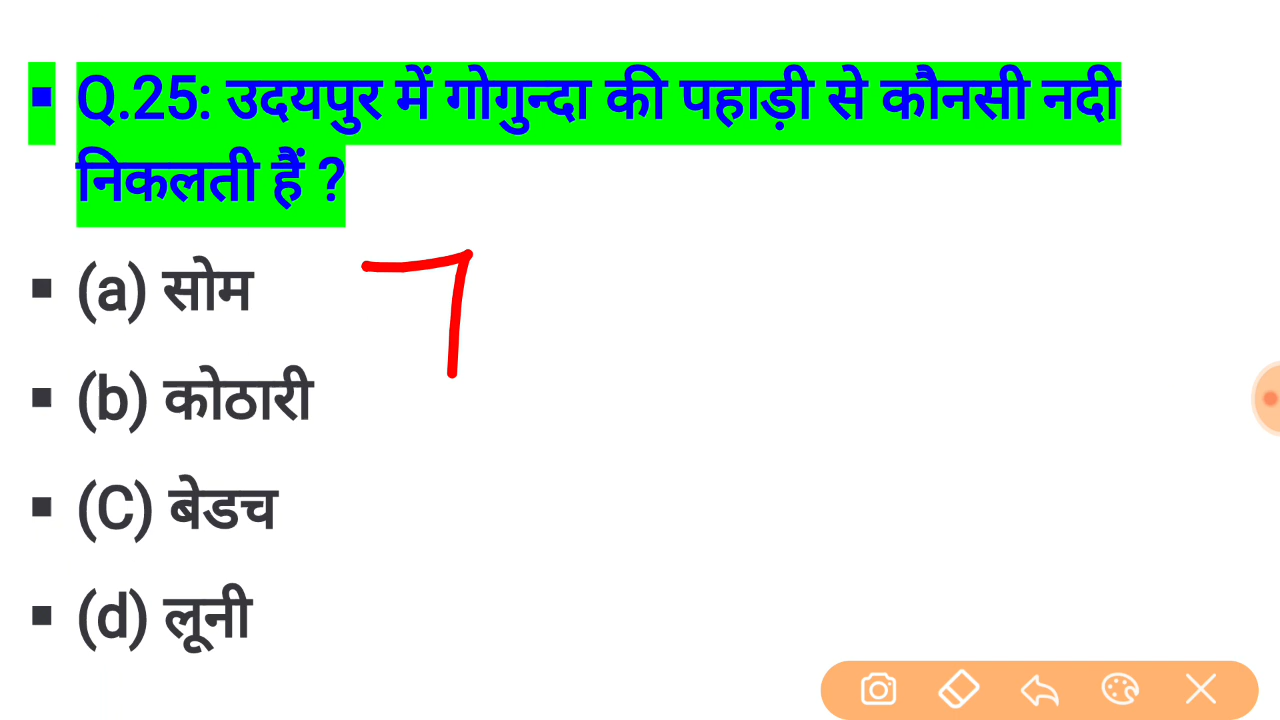 ▪ Q.25: उदयपुर में गोगुन्दा की पहाड़ी से कौनसी नदी
निकलती हैं ?
▪ (a) सोम
▪ (b) कोठारी
▪ (C) बेडच
▪ (d) लूनी